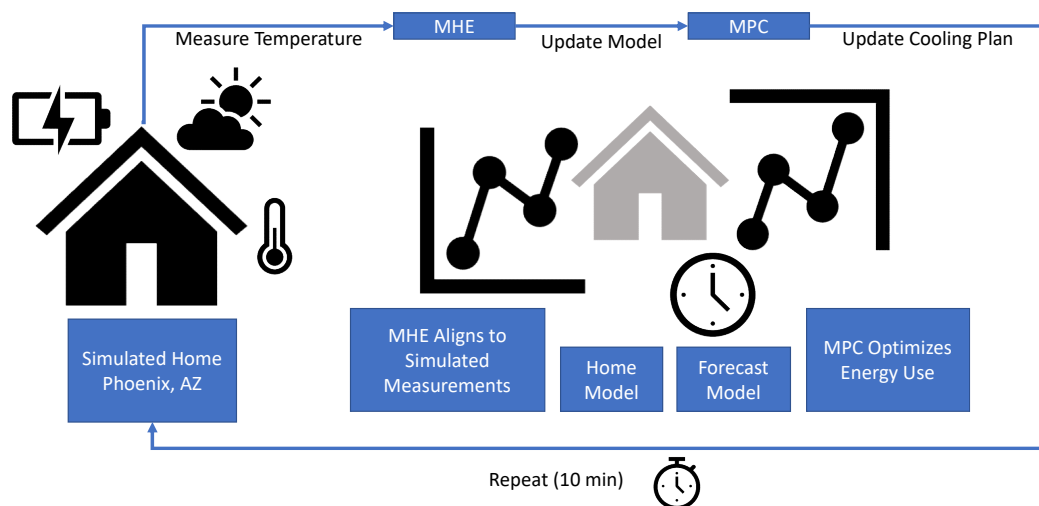 MHE
MPC
Measure Temperature
Update Model
Update Cooling Plan
Simulated Home
Phoenix, AZ
MHE Aligns to
Simulated
Measurements
Home
Model
Forecast
Model
MPC Optimizes
Energy Use
Repeat (10 min)